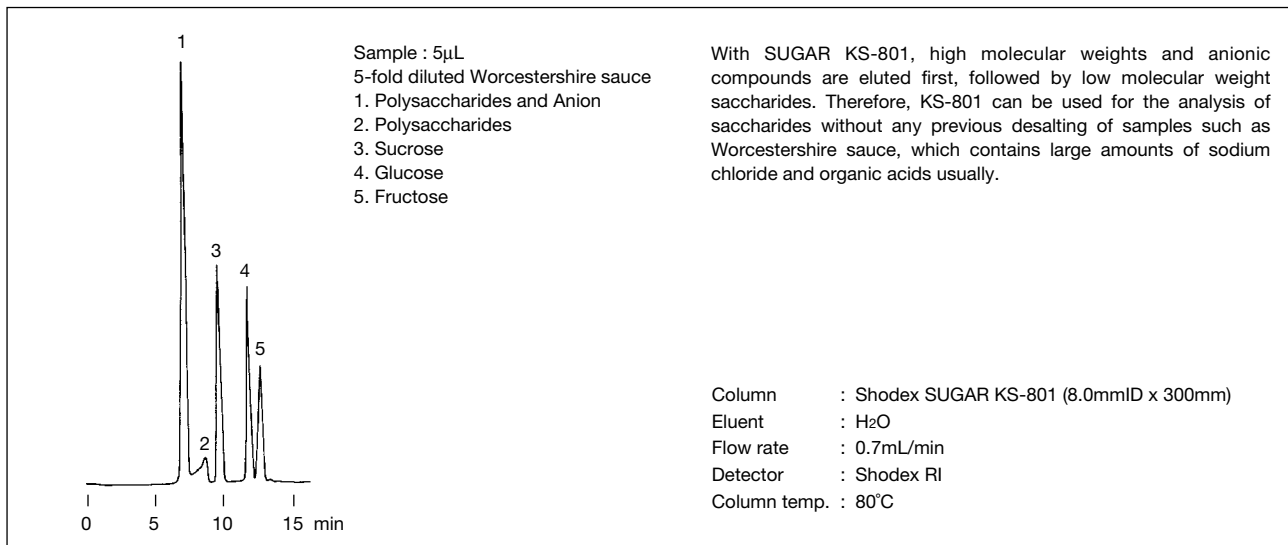 1
3
4
5
2
0 5 10 15 min
Sample : 5μL
5-fold diluted Worcestershire sauce
1. Polysaccharides and Anion
2. Polysaccharides
3. Sucrose
4. Glucose
5. Fructose
With SUGAR KS-801, high molecular weights and anionic
compounds are eluted first, followed by low molecular weight
saccharides. Therefore, KS-801 can be used for the analysis of
saccharides without any previous desalting of samples such as
Worcestershire sauce, which contains large amounts of sodium
chloride and organic acids usually.
Column : Shodex SUGAR KS-801 (8.0mmID x 300mm)
Eluent : H₂O
Flow rate : 0.7mL/min
Detector : Shodex RI
Column temp. : 80˚C